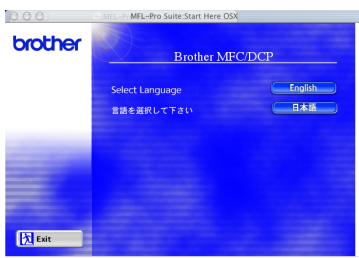 MFL-Pro Suite:Start Here OSX
brother
Brother MFC/DCP
Select Language
English
言語を選択して下さい
日本語
Exit